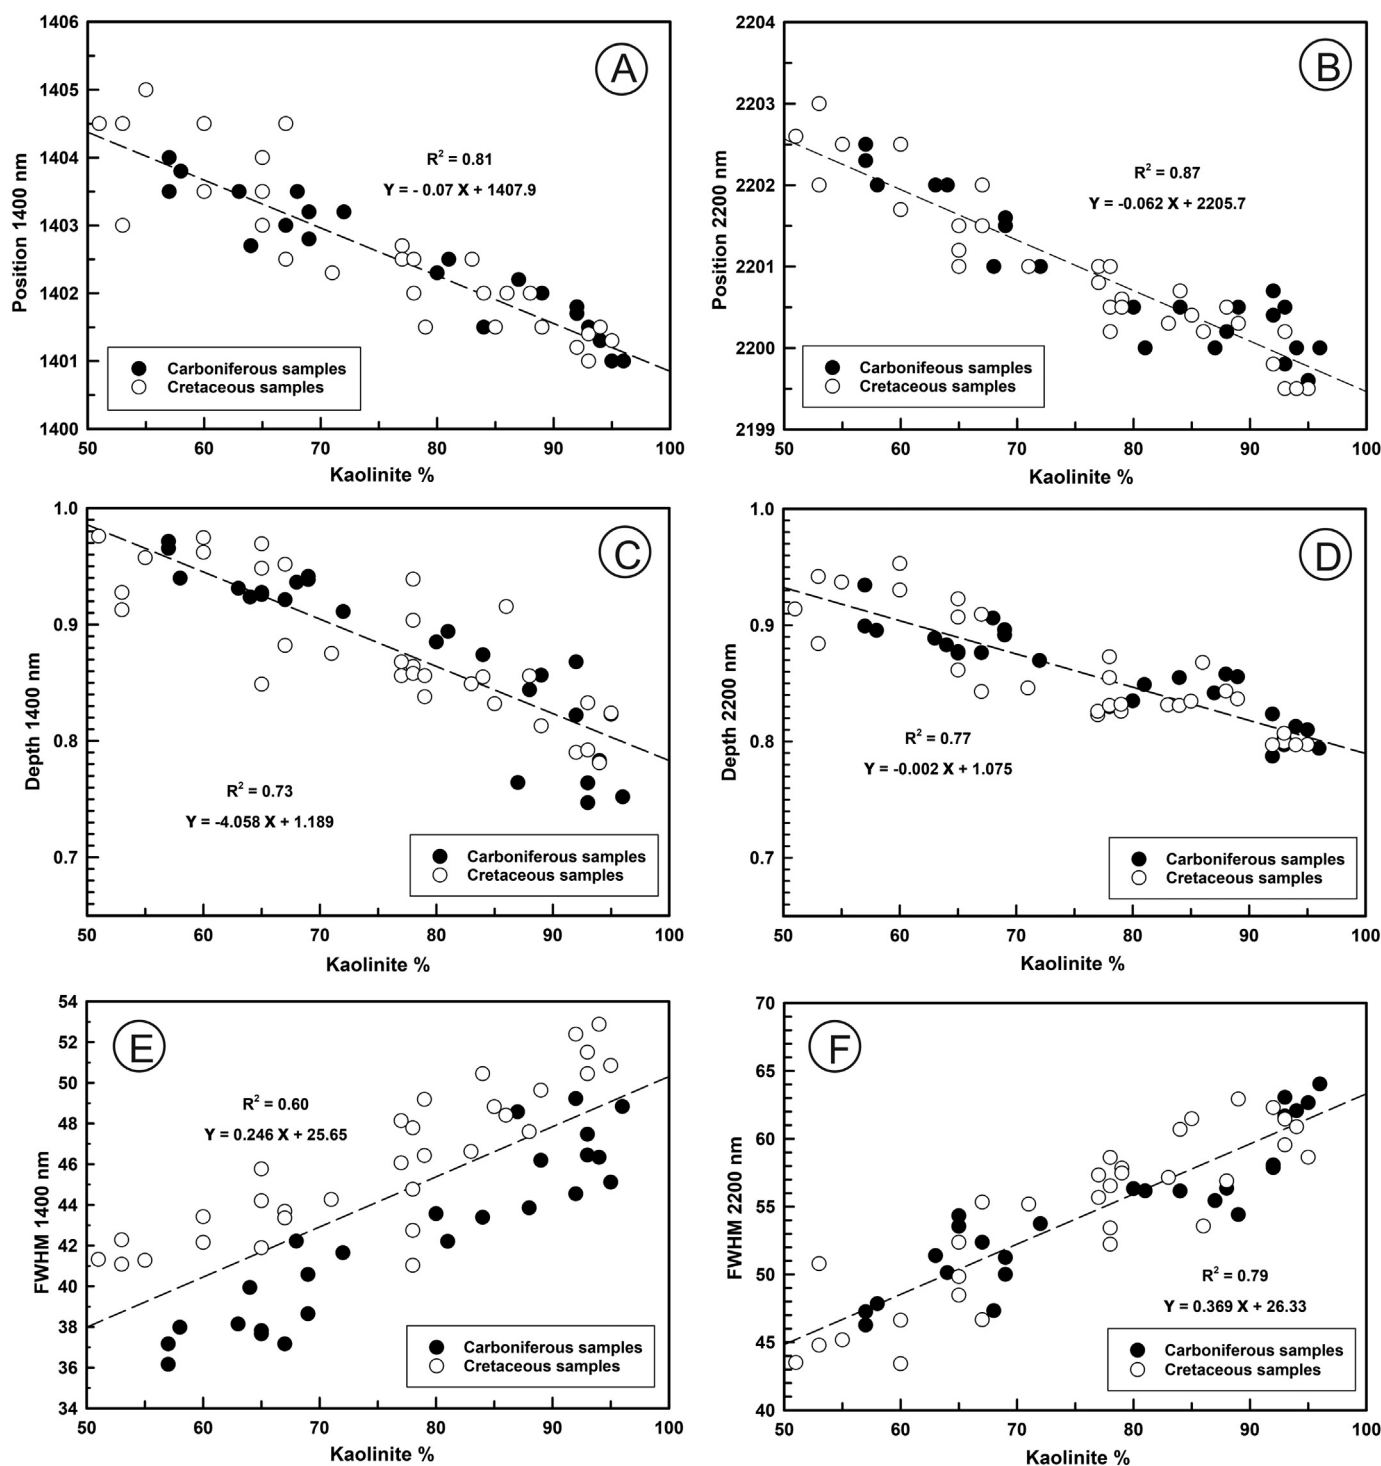 A
Position 1400 nm
1406
1405
1404
1403
1402
1401
1400
R² = 0.81
Y = - 0.07 X + 1407.9
Carboniferous samples
Cretaceous samples
50 60 70 80 90 100
Kaolinite %
B
Position 2200 nm
2204
2203
2202
2201
2200
2199
R² = 0.87
Y = -0.062 X + 2205.7
Carboniferous samples
Cretaceous samples
50 60 70 80 90 100
Kaolinite %
C
Depth 1400 nm
1.0
0.9
0.8
0.7
R² = 0.73
Y = -4.058 X + 1.189
Carboniferous samples
Cretaceous samples
50 60 70 80 90 100
Kaolinite %
D
Depth 2200 nm
1.0
0.9
0.8
0.7
R² = 0.77
Y = -0.002 X + 1.075
Carboniferous samples
Cretaceous samples
50 60 70 80 90 100
Kaolinite %
E
FWHM 1400 nm
54
52
50
48
46
44
42
40
38
36
34
R² = 0.60
Y = 0.246 X + 25.65
Carboniferous samples
Cretaceous samples
50 60 70 80 90 100
Kaolinite %
F
FWHM 2200 nm
70
65
60
55
50
45
40
R² = 0.79
Y = 0.369 X + 26.33
Carboniferous samples
Cretaceous samples
50 60 70 80 90 100
Kaolinite %